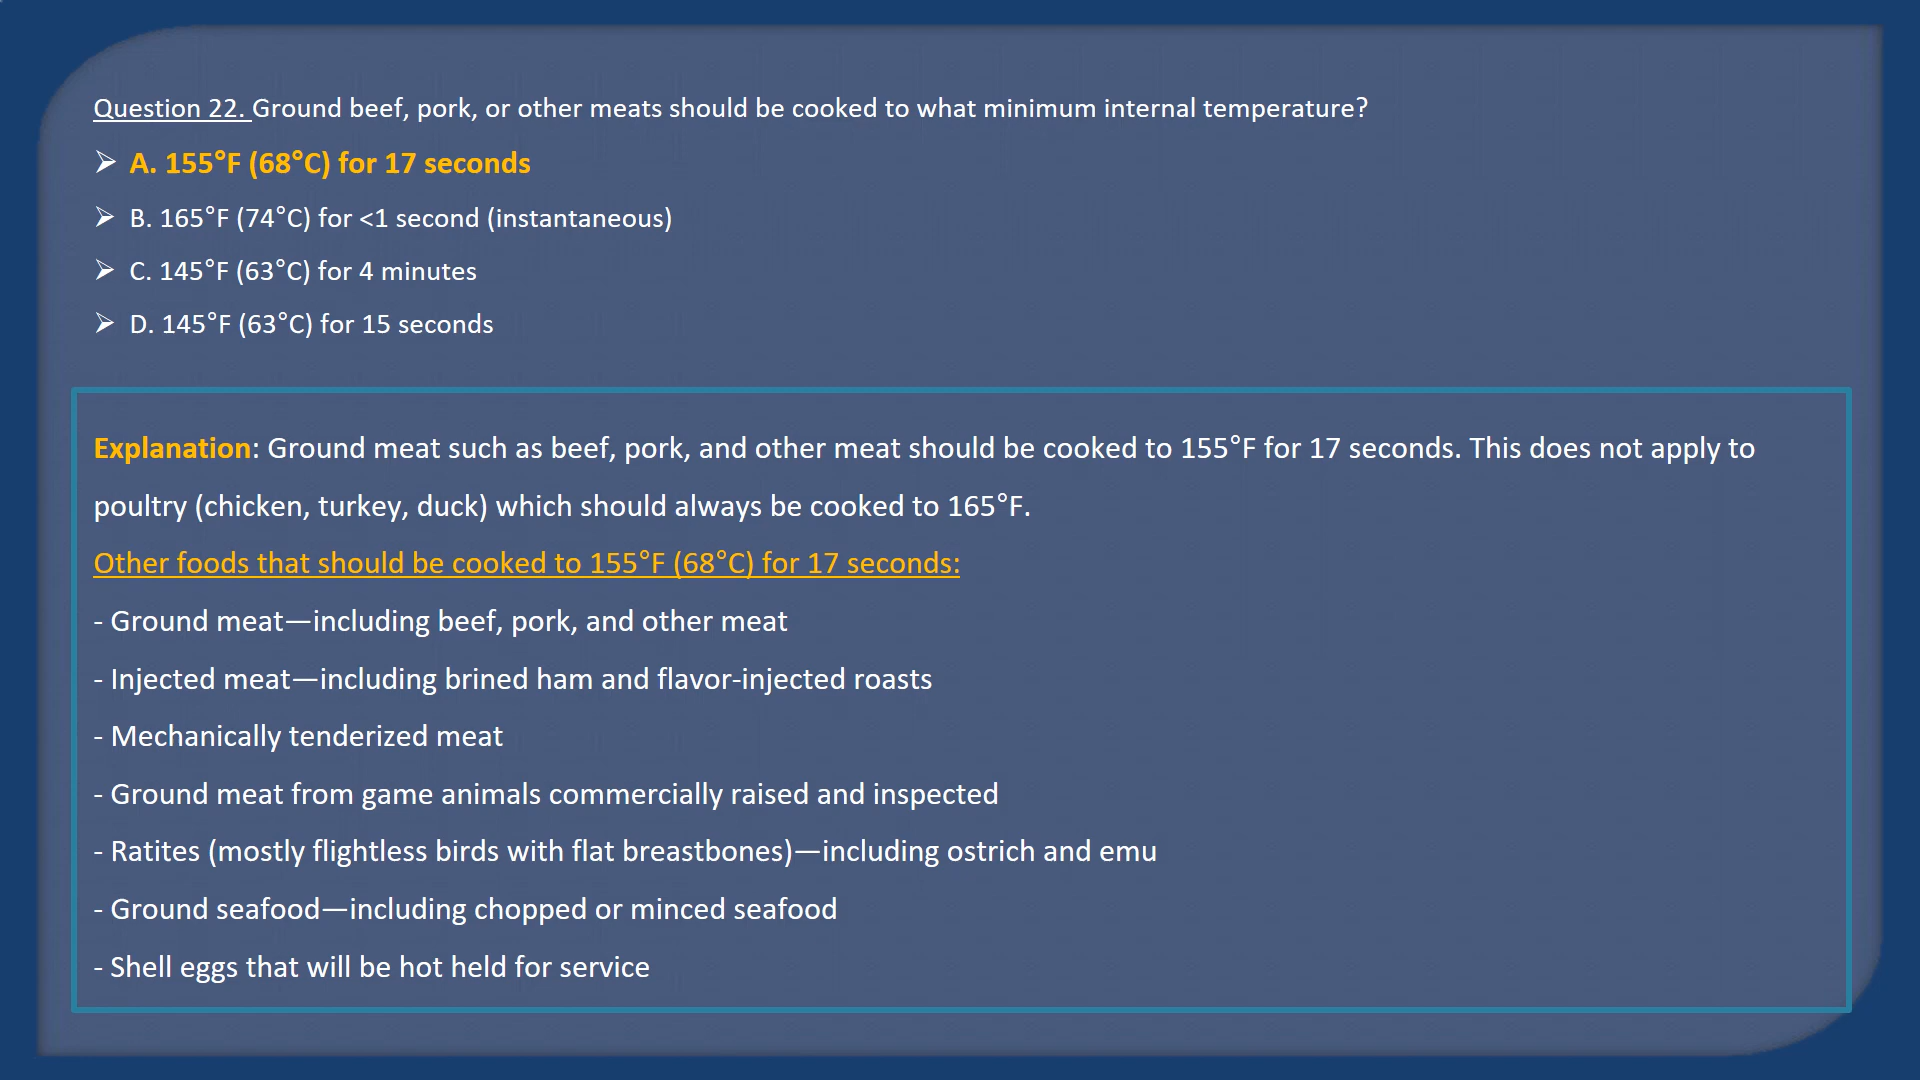 Question 22. Ground beef, pork, or other meats should be cooked to what minimum internal temperature?
➢ A. 155°F (68°C) for 17 seconds
➢ B. 165°F (74°C) for <1 second (instantaneous)
➢ C. 145°F (63°C) for 4 minutes
➢ D. 145°F (63°C) for 15 seconds
Explanation: Ground meat such as beef, pork, and other meat should be cooked to 155°F for 17 seconds. This does not apply to
poultry (chicken, turkey, duck) which should always be cooked to 165°F.
Other foods that should be cooked to 155°F (68°C) for 17 seconds:
- Ground meat—including beef, pork, and other meat
- Injected meat—including brined ham and flavor-injected roasts
- Mechanically tenderized meat
- Ground meat from game animals commercially raised and inspected
- Ratites (mostly flightless birds with flat breastbones)—including ostrich and emu
- Ground seafood—including chopped or minced seafood
- Shell eggs that will be hot held for service